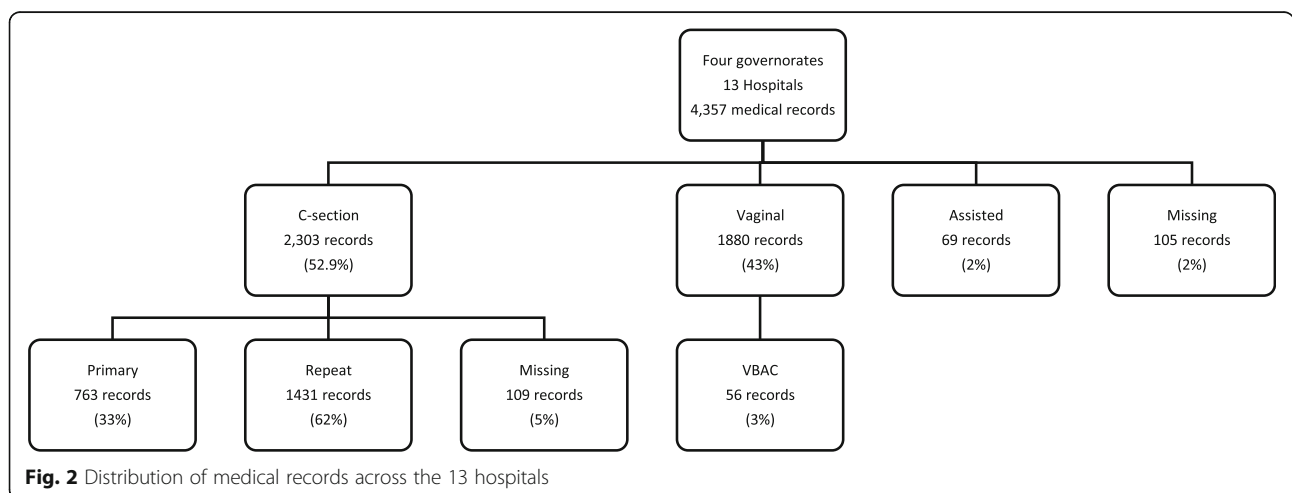 Four governorates
13 Hospitals
4,357 medical records
C-section
2,303 records
(52.9%)
Vaginal
1880 records
(43%)
Assisted
69 records
(2%)
Missing
105 records
(2%)
Primary
763 records
(33%)
Repeat
1431 records
(62%)
Missing
109 records
(5%)
VBAC
56 records
(3%)
Fig. 2 Distribution of medical records across the 13 hospitals